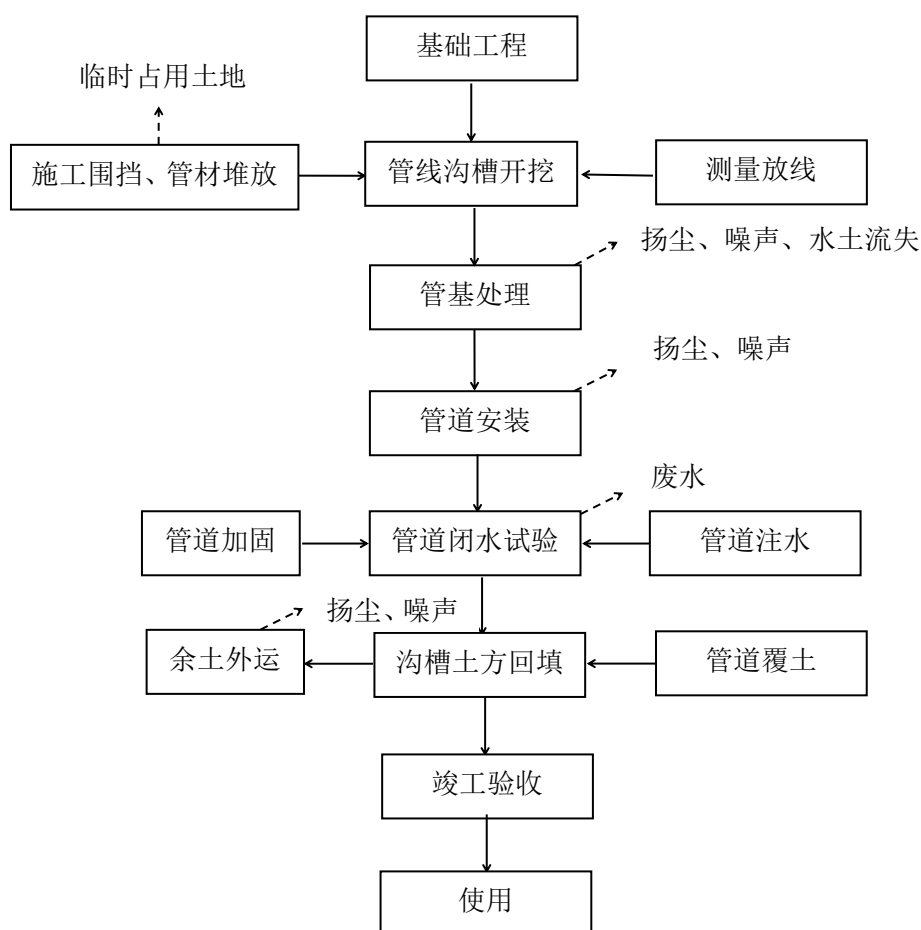 基础工程
临时占用土地
施工围挡、管材堆放
管线沟槽开挖
测量放线
扬尘、噪声、水土流失
管基处理
扬尘、噪声
管道安装
废水
管道加固
管道闭水试验
管道注水
扬尘、噪声
余土外运
沟槽土方回填
管道覆土
竣工验收
使用